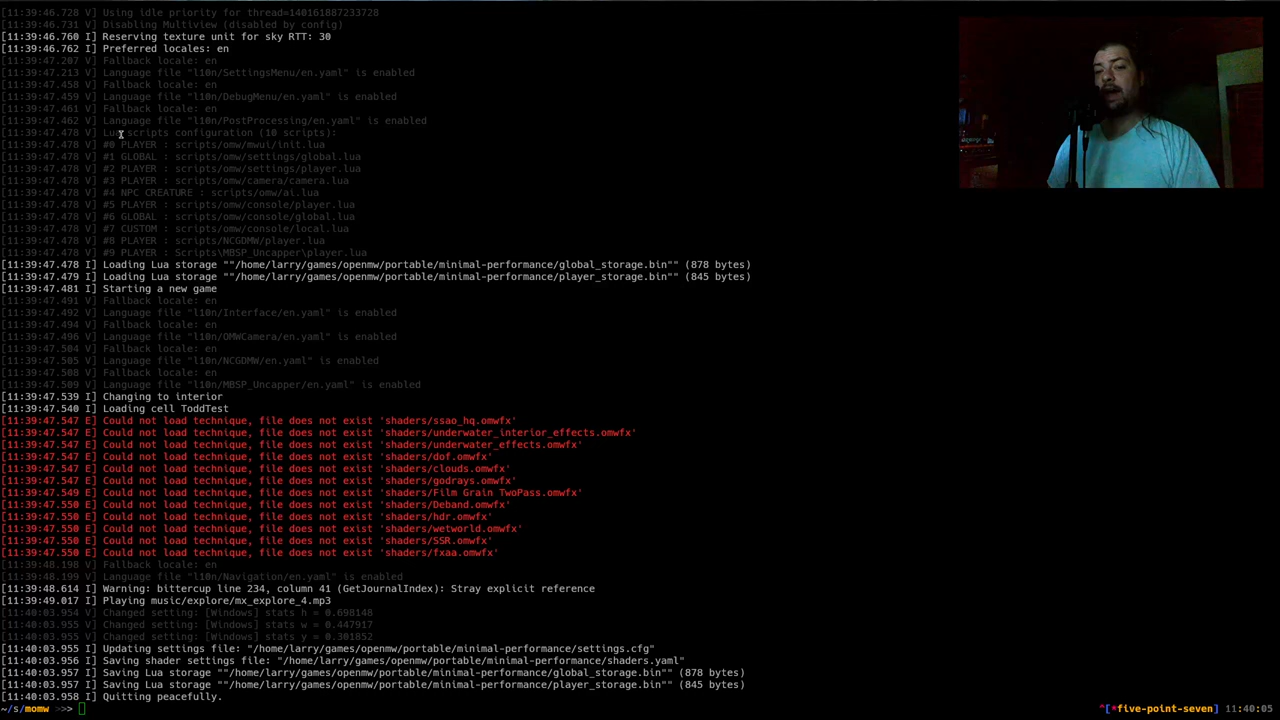 [11:39:46.728 V] Using idle priority for thread=140161887233728
[11:39:46.731 V] Disabling Multiview (disabled by config)
[11:39:46.760 I] Reserving texture unit for sky RTT: 30
[11:39:46.762 I] Preferred locales: en
[11:39:47.207 V] Fallback locale: en
[11:39:47.213 V] Language file "l10n/SettingsMenu/en.yaml" is enabled
[11:39:47.458 V] Fallback locale: en
[11:39:47.459 V] Language file "l10n/DebugMenu/en.yaml" is enabled
[11:39:47.461 V] Fallback locale: en
[11:39:47.462 V] Language file "l10n/PostProcessing/en.yaml" is enabled
[11:39:47.478 V] Lua scripts configuration (10 scripts):
[11:39:47.478 V] #0 PLAYER : scripts/omw/mwui/init.lua
[11:39:47.478 V] #1 GLOBAL : scripts/omw/settings/global.lua
[11:39:47.478 V] #2 PLAYER : scripts/omw/settings/player.lua
[11:39:47.478 V] #3 PLAYER : scripts/omw/camera/camera.lua
[11:39:47.478 V] #4 NPC CREATURE : scripts/omw/ai.lua
[11:39:47.478 V] #5 PLAYER : scripts/omw/console/player.lua
[11:39:47.478 V] #6 GLOBAL : scripts/omw/console/global.lua
[11:39:47.478 V] #7 CUSTOM : scripts/omw/console/local.lua
[11:39:47.478 V] #8 PLAYER : scripts/NCGDMW/player.lua
[11:39:47.478 V] #9 PLAYER : Scripts\MBSP_Uncapper\player.lua
[11:39:47.478 I] Loading Lua storage ""/home/larry/games/openmw/portable/minimal-performance/global_storage.bin"" (878 bytes)
[11:39:47.479 I] Loading Lua storage ""/home/larry/games/openmw/portable/minimal-performance/player_storage.bin"" (845 bytes)
[11:39:47.481 I] Starting a new game
[11:39:47.491 V] Fallback locale: en
[11:39:47.492 V] Language file "l10n/Interface/en.yaml" is enabled
[11:39:47.494 V] Fallback locale: en
[11:39:47.496 V] Language file "l10n/OMWCamera/en.yaml" is enabled
[11:39:47.504 V] Fallback locale: en
[11:39:47.505 V] Language file "l10n/NCGDMW/en.yaml" is enabled
[11:39:47.508 V] Fallback locale: en
[11:39:47.509 V] Language file "l10n/MBSP_Uncapper/en.yaml" is enabled
[11:39:47.539 I] Changing to interior
[11:39:47.540 I] Loading cell ToddTest
[11:39:47.547 E] Could not load technique, file does not exist 'shaders/ssao_hq.omwfx'
[11:39:47.547 E] Could not load technique, file does not exist 'shaders/underwater_interior_effects.omwfx'
[11:39:47.547 E] Could not load technique, file does not exist 'shaders/underwater_effects.omwfx'
[11:39:47.547 E] Could not load technique, file does not exist 'shaders/dof.omwfx'
[11:39:47.547 E] Could not load technique, file does not exist 'shaders/clouds.omwfx'
[11:39:47.547 E] Could not load technique, file does not exist 'shaders/godrays.omwfx'
[11:39:47.549 E] Could not load technique, file does not exist 'shaders/Film Grain TwoPass.omwfx'
[11:39:47.550 E] Could not load technique, file does not exist 'shaders/Deband.omwfx'
[11:39:47.550 E] Could not load technique, file does not exist 'shaders/hdr.omwfx'
[11:39:47.550 E] Could not load technique, file does not exist 'shaders/wetworld.omwfx'
[11:39:47.550 E] Could not load technique, file does not exist 'shaders/SSR.omwfx'
[11:39:47.550 E] Could not load technique, file does not exist 'shaders/fxaa.omwfx'
[11:39:48.198 V] Fallback locale: en
[11:39:48.199 V] Language file "l10n/Navigation/en.yaml" is enabled
[11:39:48.614 I] Warning: bittercup line 234, column 41 (GetJournalIndex): Stray explicit reference
[11:39:49.017 I] Playing music/explore/mx_explore_4.mp3
[11:40:03.954 V] Changed setting: [Windows] stats h = 0.698148
[11:40:03.955 V] Changed setting: [Windows] stats w = 0.447917
[11:40:03.955 V] Changed setting: [Windows] stats y = 0.301852
[11:40:03.955 I] Updating settings file: "/home/larry/games/openmw/portable/minimal-performance/settings.cfg"
[11:40:03.956 I] Saving shader settings file: "/home/larry/games/openmw/portable/minimal-performance/shaders.yaml"
[11:40:03.957 I] Saving Lua storage ""/home/larry/games/openmw/portable/minimal-performance/global_storage.bin"" (878 bytes)
[11:40:03.957 I] Saving Lua storage ""/home/larry/games/openmw/portable/minimal-performance/player_storage.bin"" (845 bytes)
[11:40:03.958 I] Quitting peacefully.
~/s/momw >>> ^[*five-point-seven] 11:40:05